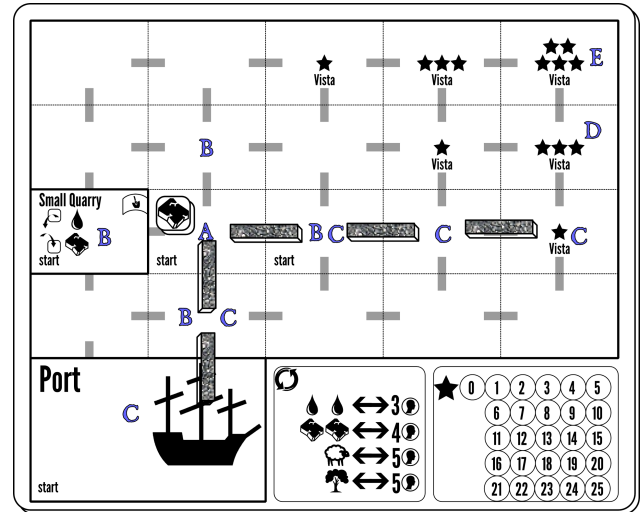 Vista
Vista
Vista
E
B
Vista
Vista
D
Small Quarry
B
start
A
start
B C
start
C
Vista
C
B C
Port
C
start
3
4
5
5
0 1 2 3 4 5
6 7 8 9 10
11 12 13 14 15
16 17 18 19 20
21 22 23 24 25